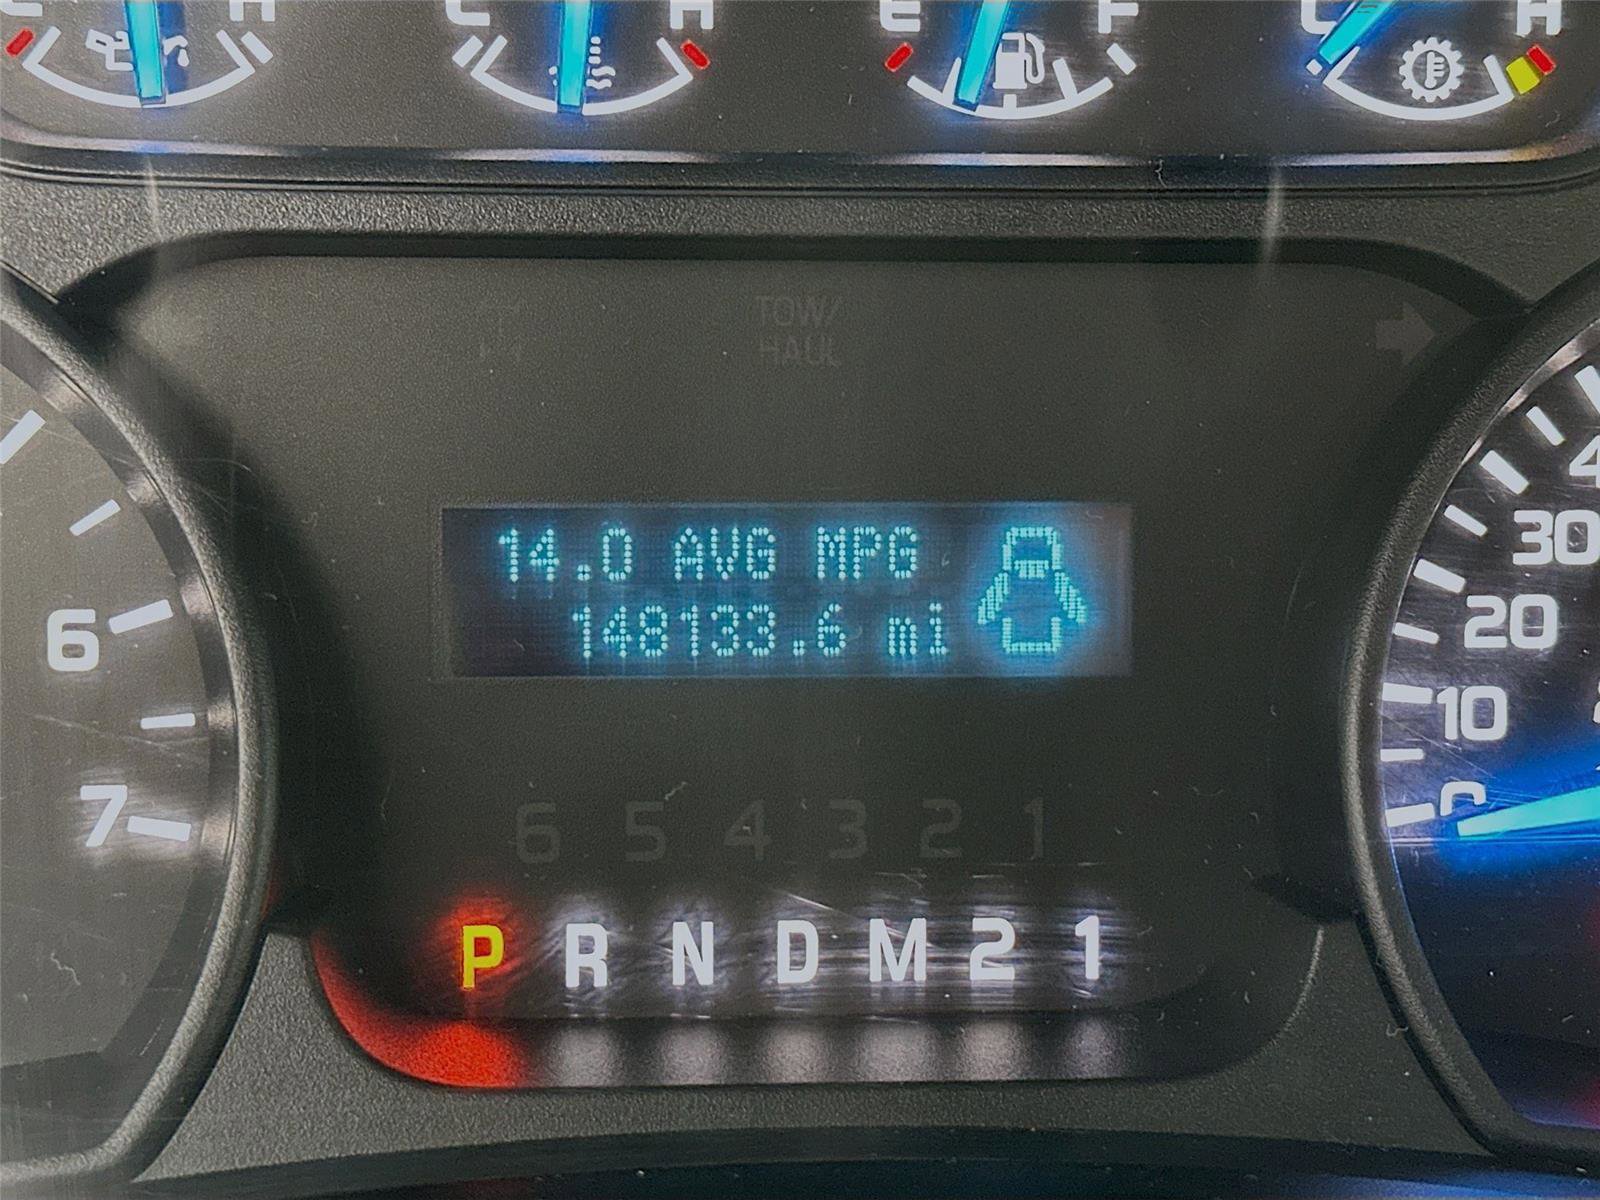 C H
E F
C H
TOW/
HAUL
14.0 AVG MPG
148133.6 mi
30
20
10
0
6
7
6 5 4 3 2 1
P R N D M 2 1